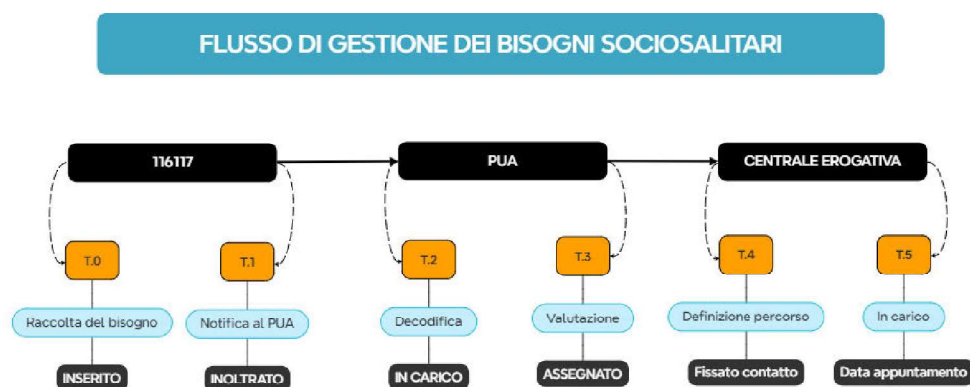 FLUSSO DI GESTIONE DEI BISOGNI SOCIOSALITARI
116117
PUA
CENTRALE EROGATIVA
T.0
T.1
T.2
T.3
T.4
T.5
Raccolta del bisogno
Notifica al PUA
Decodifica
Valutazione
Definizione percorso
In carico
INSERITO
INOLTRATO
IN CARICO
ASSEGNATO
Fissato contatto
Data appuntamento